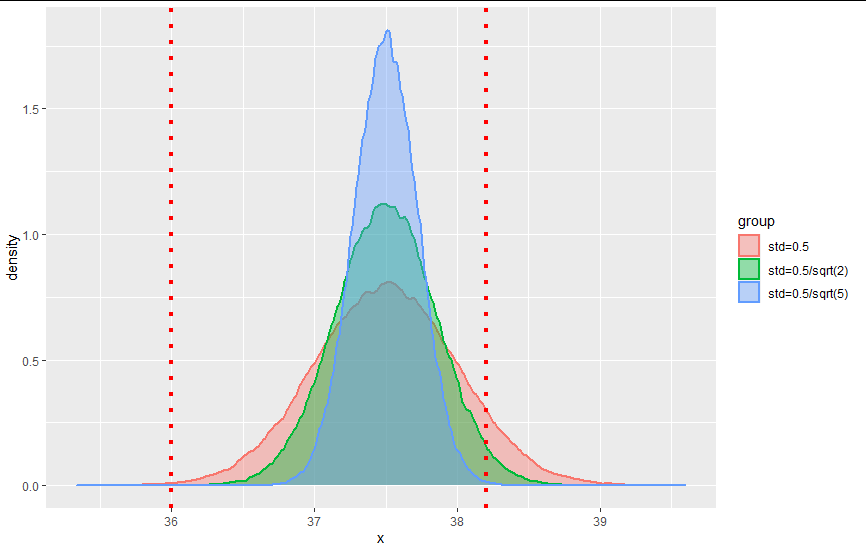 1.5
1.0
0.5
0.0
density
36 37 38 39
x
group
std=0.5
std=0.5/sqrt(2)
std=0.5/sqrt(5)